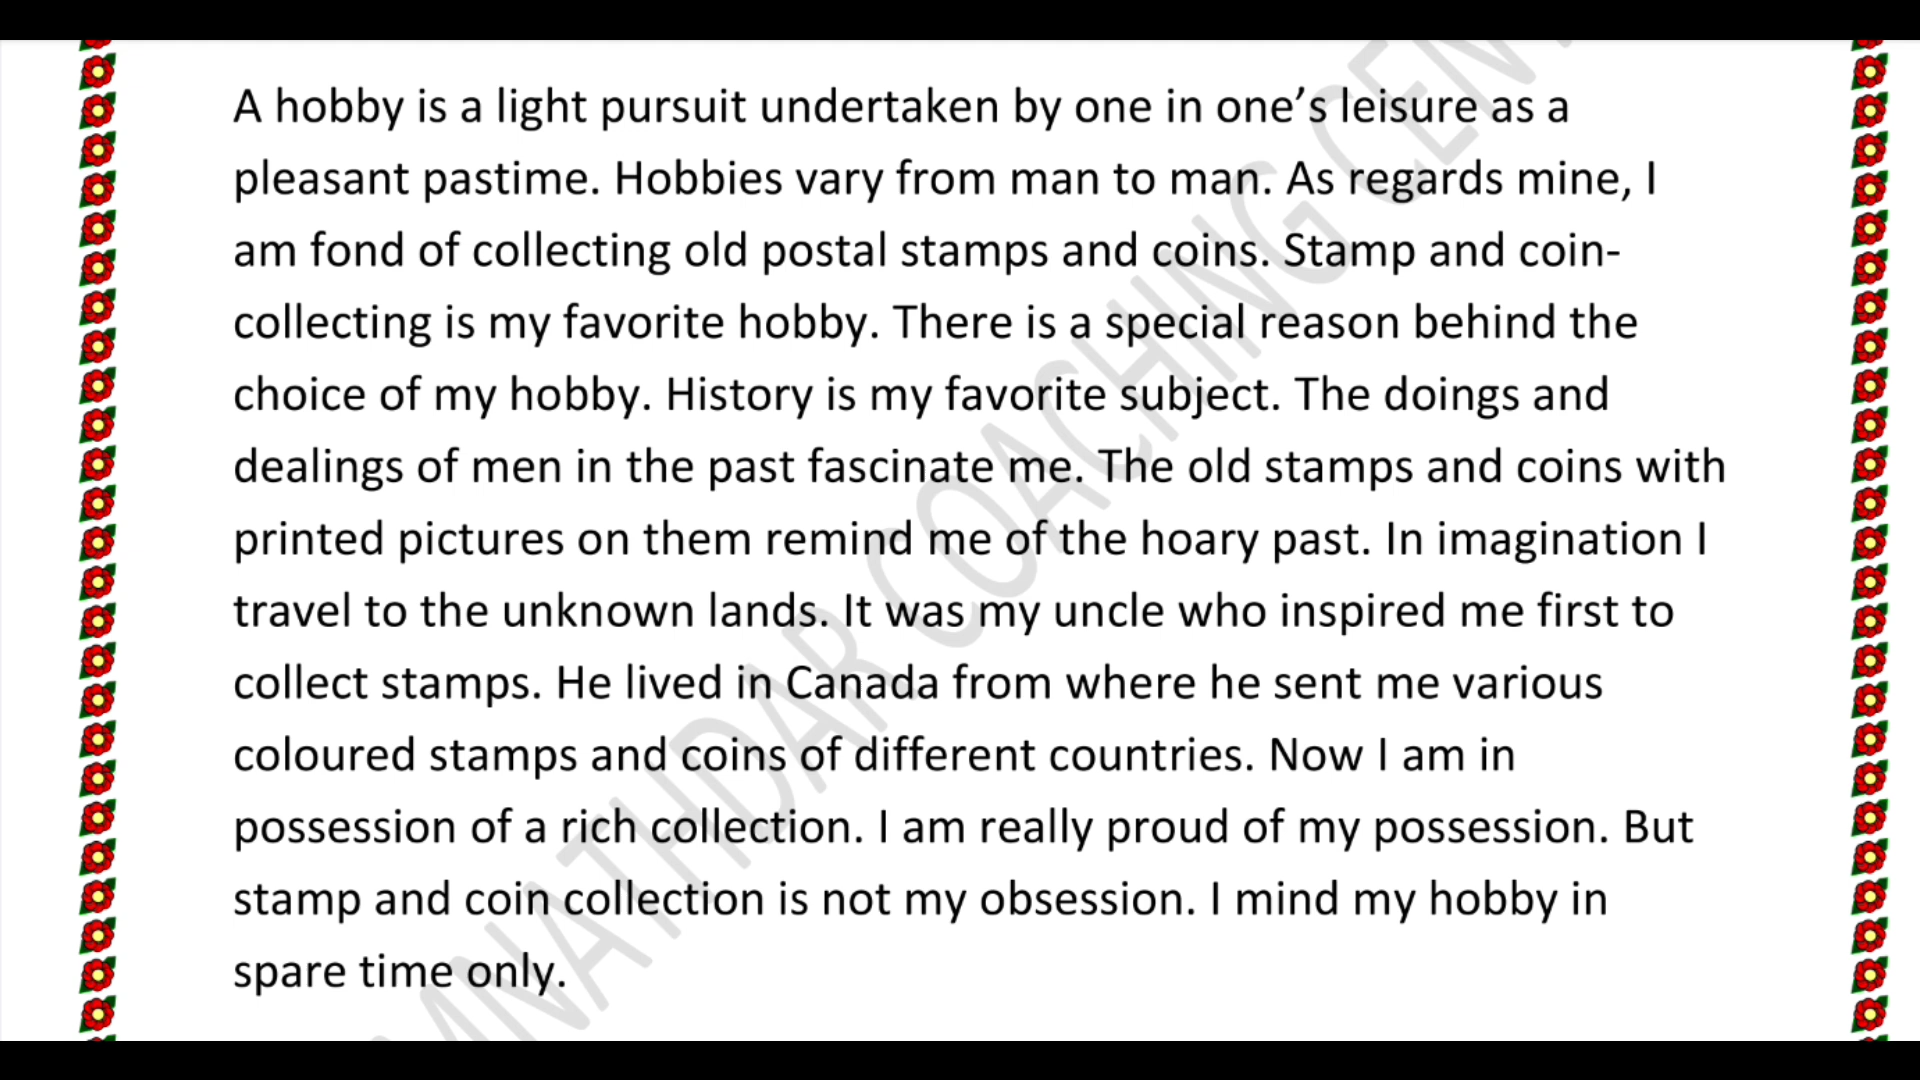 A hobby is a light pursuit undertaken by one in one’s leisure as a
pleasant pastime. Hobbies vary from man to man. As regards mine, I
am fond of collecting old postal stamps and coins. Stamp and coin-
collecting is my favorite hobby. There is a special reason behind the
choice of my hobby. History is my favorite subject. The doings and
dealings of men in the past fascinate me. The old stamps and coins with
printed pictures on them remind me of the hoary past. In imagination I
travel to the unknown lands. It was my uncle who inspired me first to
collect stamps. He lived in Canada from where he sent me various
coloured stamps and coins of different countries. Now I am in
possession of a rich collection. I am really proud of my possession. But
stamp and coin collection is not my obsession. I mind my hobby in
spare time only.
COACHING